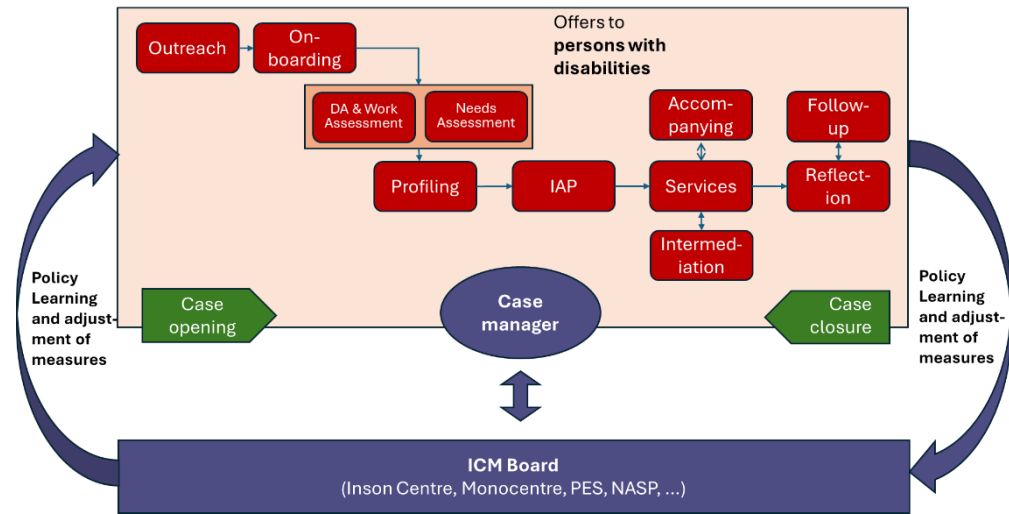 Offers to
persons with
disabilities
Outreach
On-
boarding
DA & Work
Assessment
Needs
Assessment
Accom-
panying
Follow-
up
Profiling
IAP
Services
Reflect-
ion
Intermed-
iation
Policy
Learning
and adjust-
ment of
measures
Case
opening
Case
manager
Case
closure
Policy
Learning
and adjust-
ment of
measures
ICM Board
(Inson Centre, Monocentre, PES, NASP, ...)